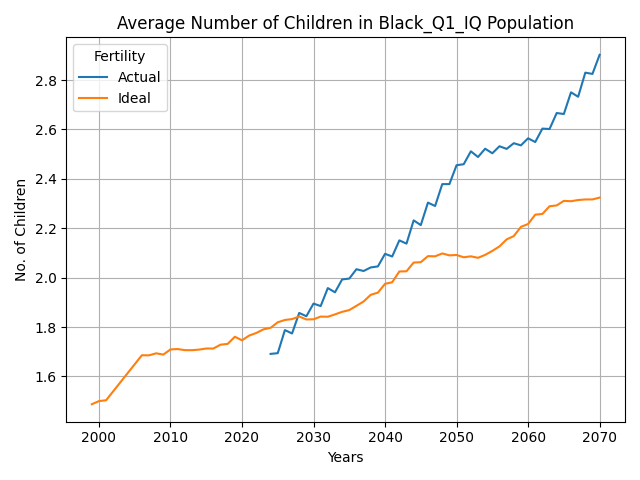 Average Number of Children in Black_Q1_IQ Population
Fertility
Actual
Ideal
No. of Children
2.8
2.6
2.4
2.2
2.0
1.8
1.6
2000 2010 2020 2030 2040 2050 2060 2070
Years